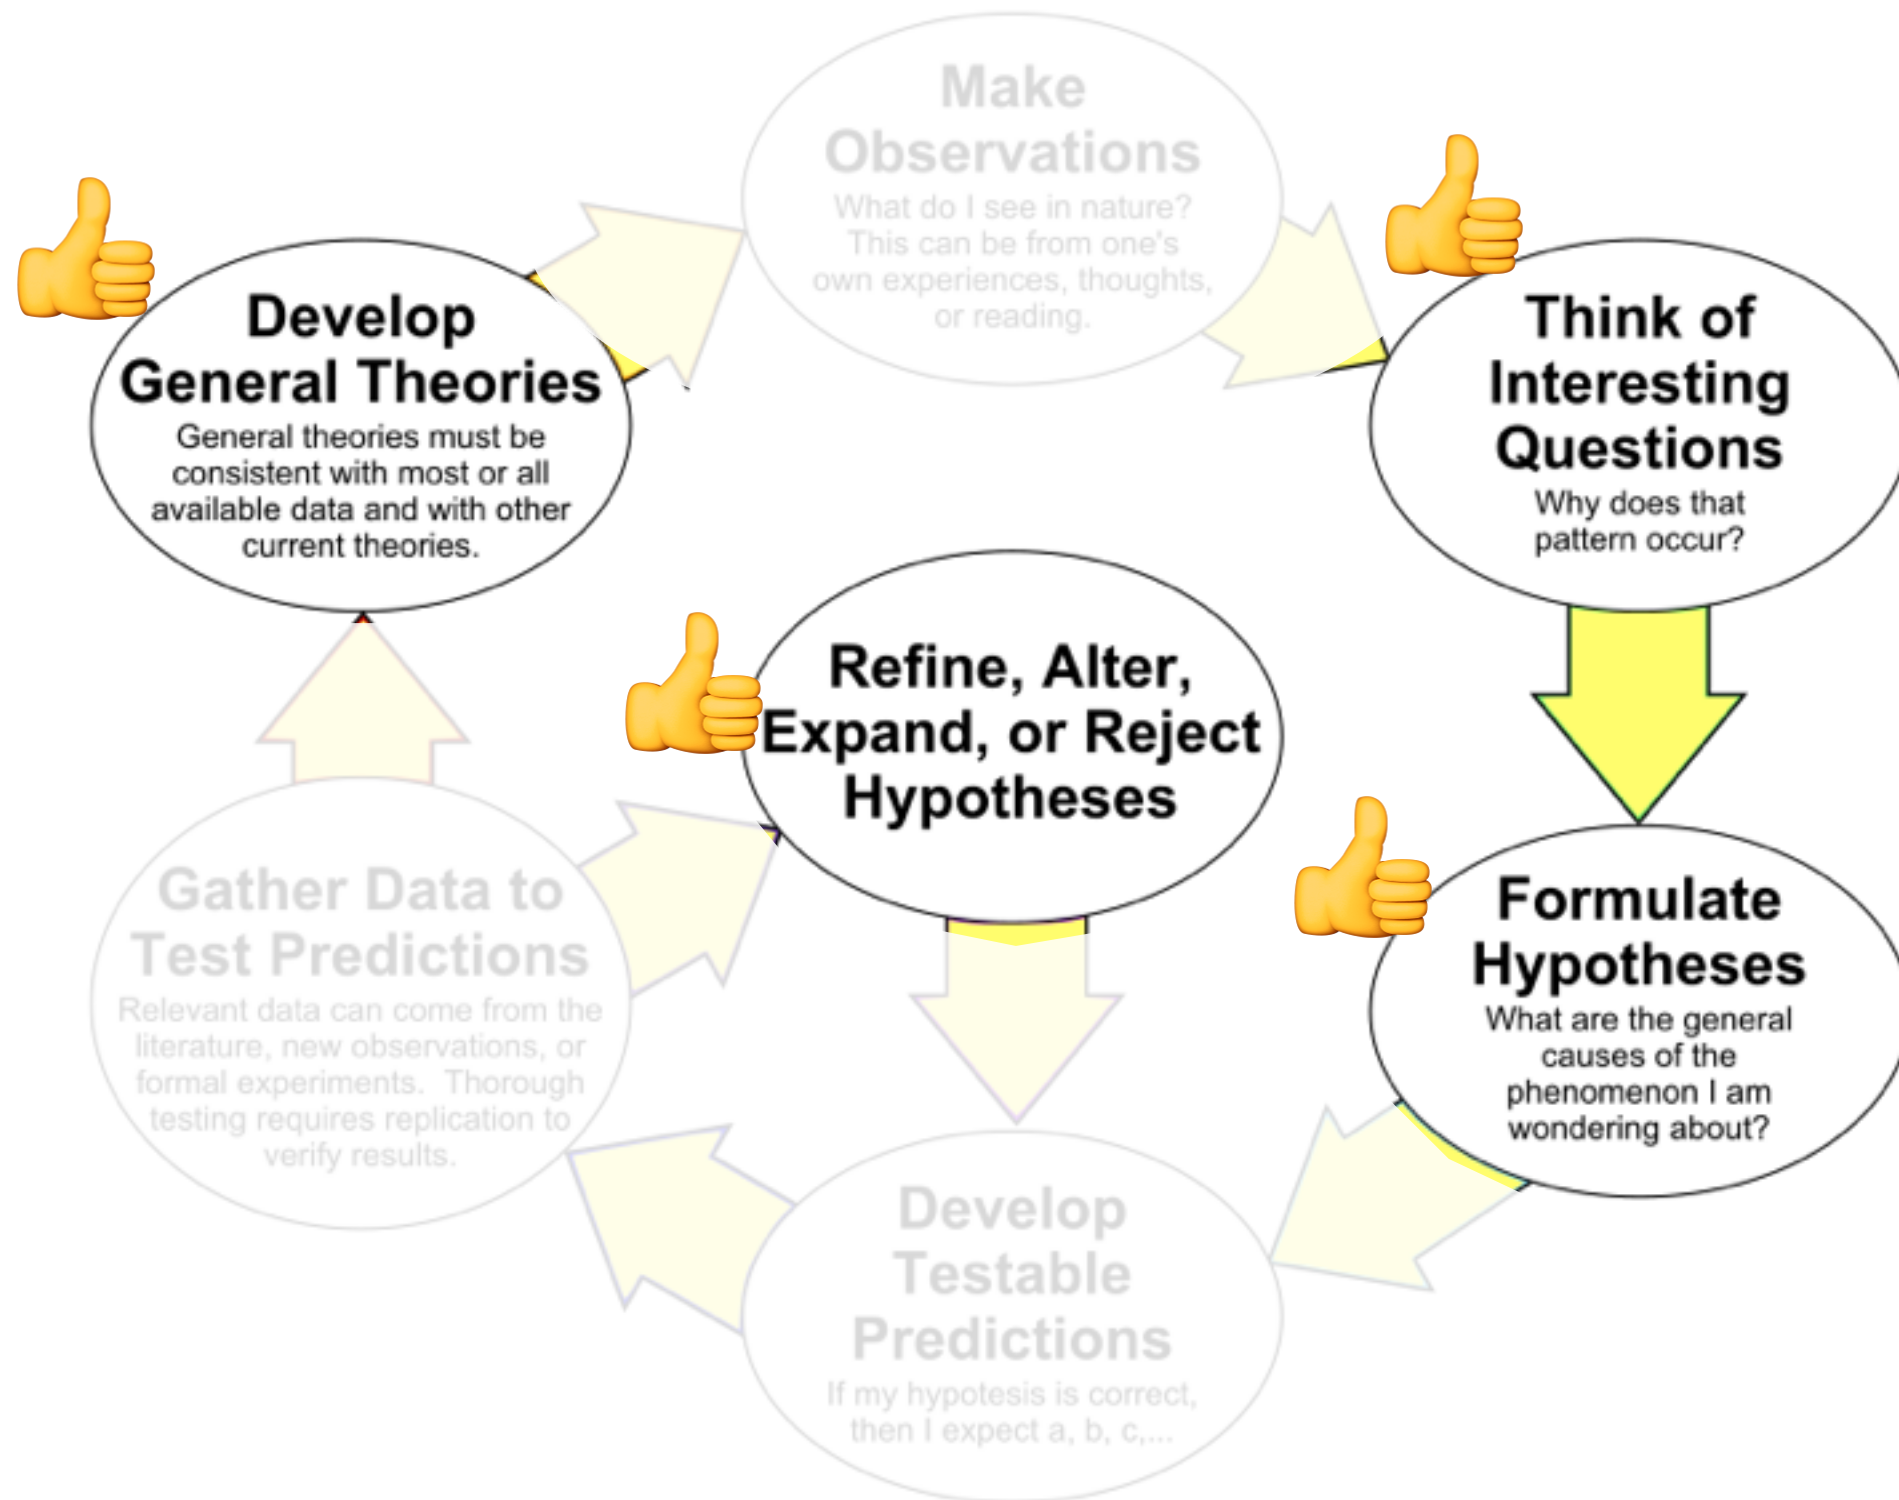 Make
Observations
What do I see in nature?
This can be from one's
own experiences, thoughts,
or reading.
Think of
Interesting
Questions
Why does that
pattern occur?
Formulate
Hypotheses
What are the general
causes of the
phenomenon I am
wondering about?
Develop
Testable
Predictions
If my hypotesis is correct,
then I expect a, b, c,...
Gather Data to
Test Predictions
Relevant data can come from the
literature, new observations, or
formal experiments.  Thorough
testing requires replication to
verify results.
Refine, Alter,
Expand, or Reject
Hypotheses
Develop
General Theories
General theories must be
consistent with most or all
available data and with other
current theories.